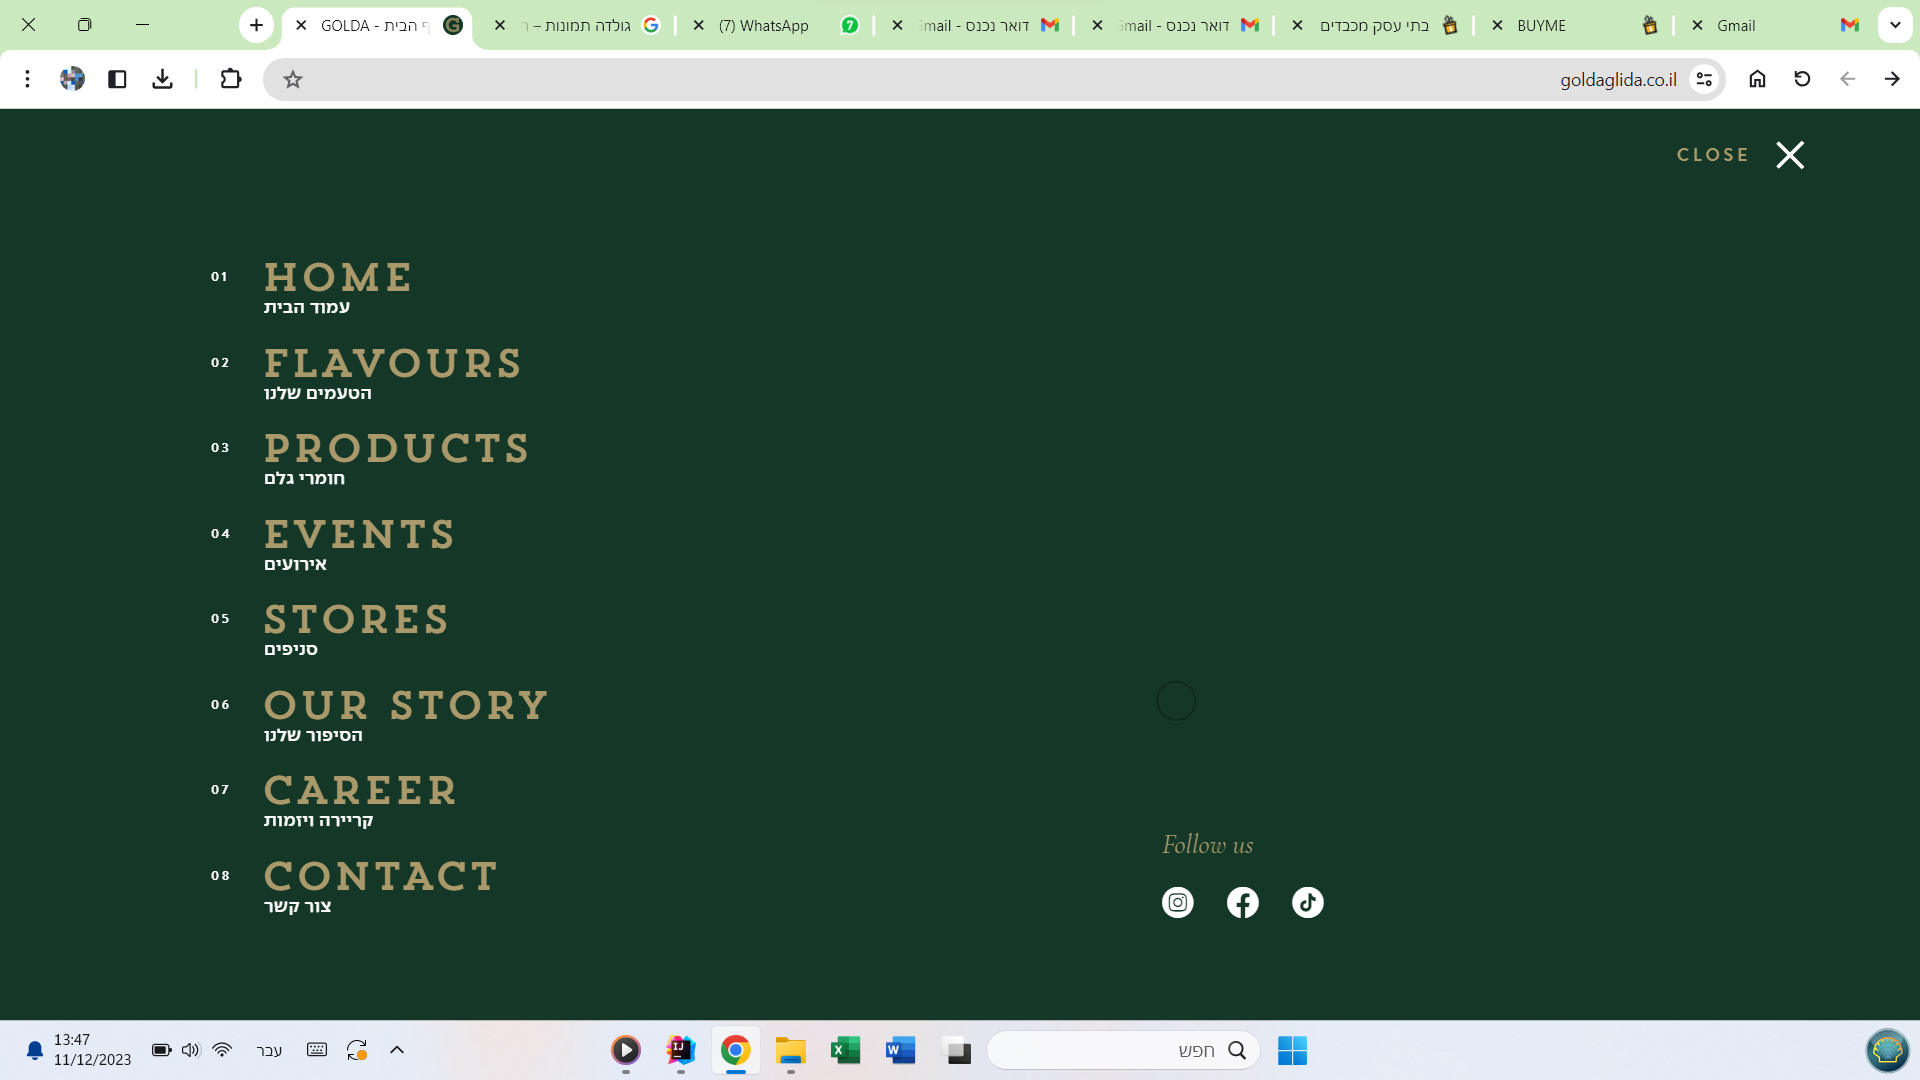 GOLDA - ף הבית
גולדה תמונות – ח
(7) WhatsApp
דואר נכנס - Gmail
דואר נכנס - Gmail
בתי עסק מכבדים
BUYME
Gmail
goldaglida.co.il
CLOSE
01 HOME
עמוד הבית
02 FLAVOURS
הטעמים שלנו
03 PRODUCTS
חומרי גלם
04 EVENTS
אירועים
05 STORES
סניפים
06 OUR STORY
הסיפור שלנו
07 CAREER
קריירה ויזמות
08 CONTACT
צור קשר
Follow us
13:47
11/12/2023
עבר
חפש